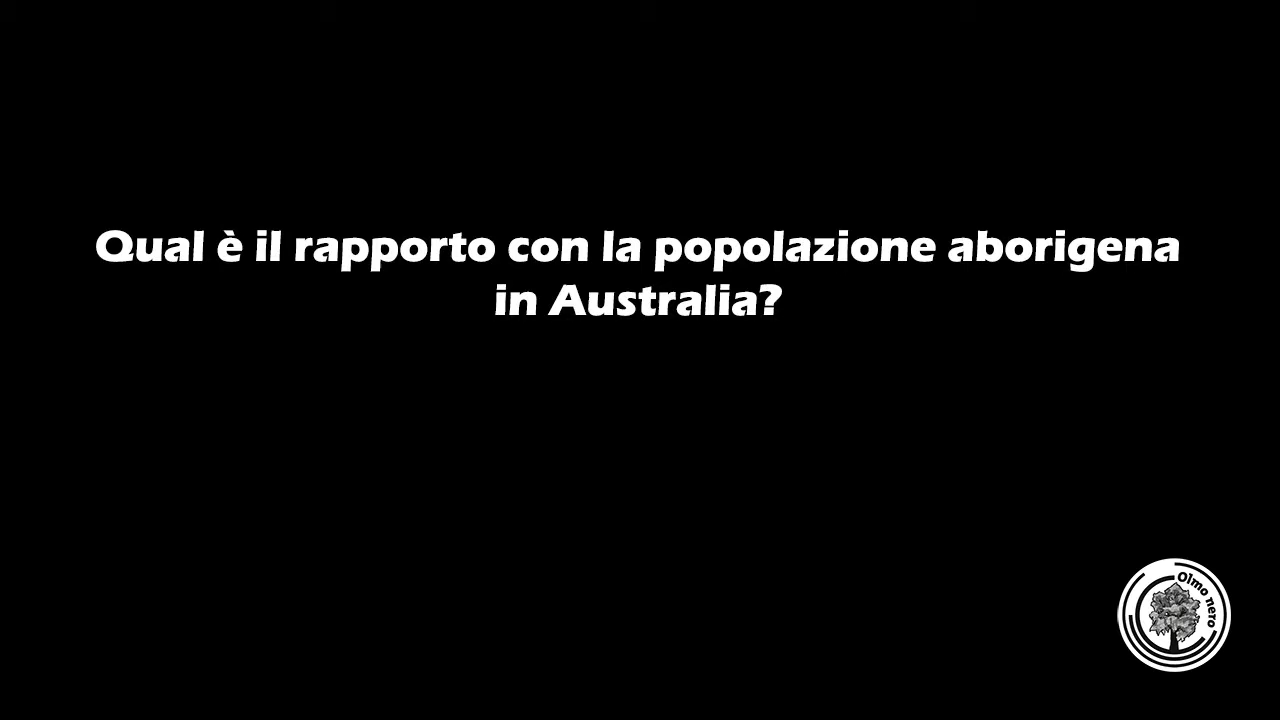 Qual è il rapporto con la popolazione aborigena
in Australia?
Olmo nero